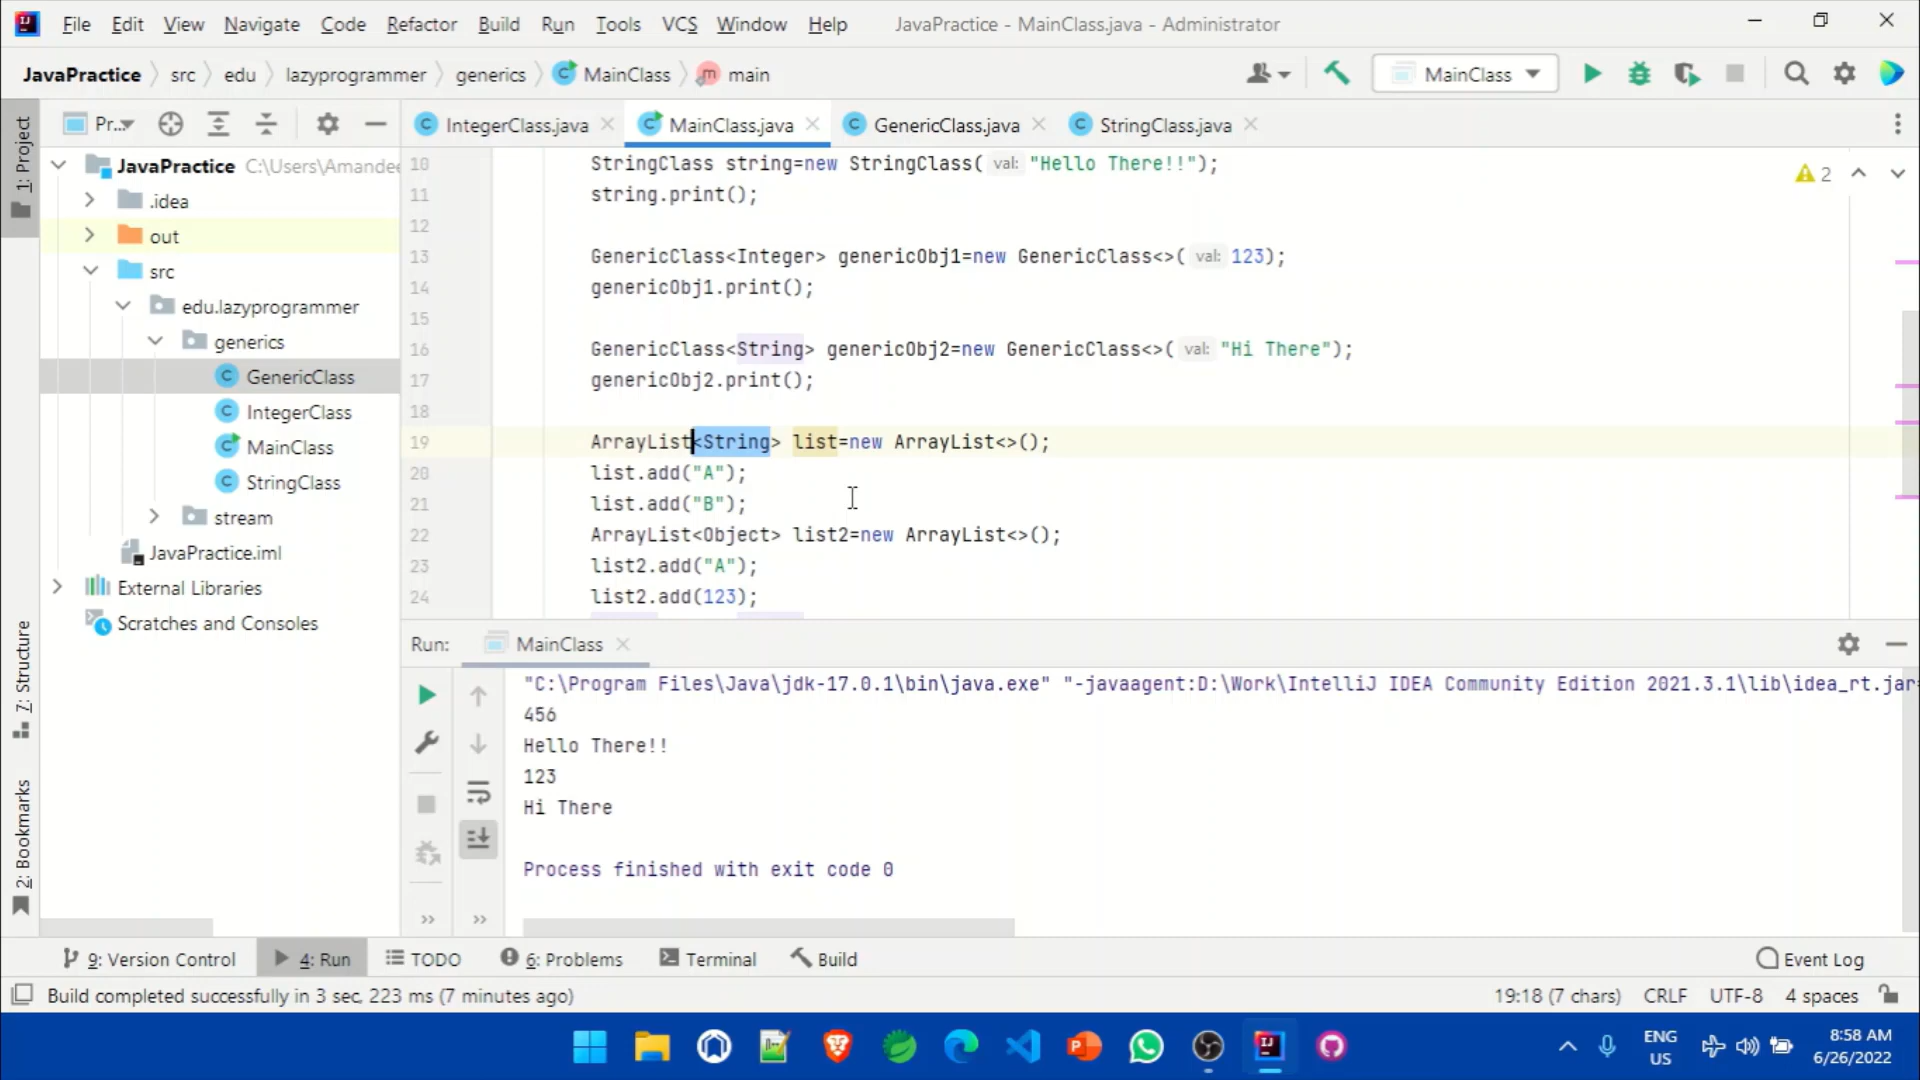 File Edit View Navigate Code Refactor Build Run Tools VCS Window Help JavaPractice - MainClass.java - Administrator
JavaPractice src edu lazyprogrammer generics MainClass main MainClass
1: Project
Pr...
IntegerClass.java MainClass.java GenericClass.java StringClass.java
JavaPractice C:\Users\Amandee
.idea
out
src
edu.lazyprogrammer
generics
GenericClass
IntegerClass
MainClass
StringClass
stream
JavaPractice.iml
External Libraries
Scratches and Consoles
10 StringClass string=new StringClass( val: "Hello There!!");
11 string.print();
12
13 GenericClass<Integer> genericObj1=new GenericClass<>( val: 123);
14 genericObj1.print();
15
16 GenericClass<String> genericObj2=new GenericClass<>( val: "Hi There");
17 genericObj2.print();
18
19 ArrayList<String> list=new ArrayList<>();
20 list.add("A");
21 list.add("B");
22 ArrayList<Object> list2=new ArrayList<>();
23 list2.add("A");
24 list2.add(123);
2
7: Structure
2: Bookmarks
Run: MainClass
"C:\Program Files\Java\jdk-17.0.1\bin\java.exe" "-javaagent:D:\Work\IntelliJ IDEA Community Edition 2021.3.1\lib\idea_rt.jar
456
Hello There!!
123
Hi There
Process finished with exit code 0
9: Version Control 4: Run TODO 6: Problems Terminal Build Event Log
Build completed successfully in 3 sec, 223 ms (7 minutes ago) 19:18 (7 chars) CRLF UTF-8 4 spaces
ENG
US
8:58 AM
6/26/2022